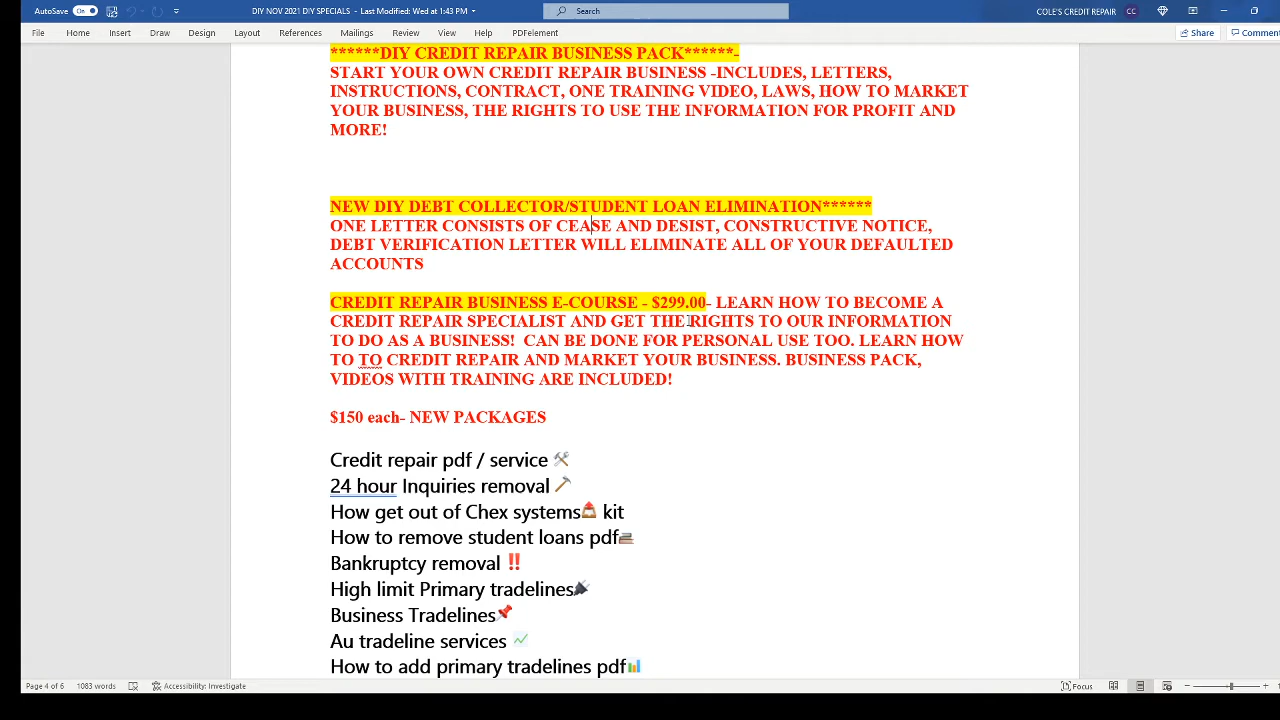 AutoSave On
DIY NOV 2021 DIY SPECIALS - Last Modified: Wed at 1:43 PM
Search
COLE'S CREDIT REPAIR CC
File Home Insert Draw Design Layout References Mailings Review View Help PDFelement Share Comment
******DIY CREDIT REPAIR BUSINESS PACK******-
START YOUR OWN CREDIT REPAIR BUSINESS -INCLUDES, LETTERS,
INSTRUCTIONS, CONTRACT, ONE TRAINING VIDEO, LAWS, HOW TO MARKET
YOUR BUSINESS, THE RIGHTS TO USE THE INFORMATION FOR PROFIT AND
MORE!
NEW DIY DEBT COLLECTOR/STUDENT LOAN ELIMINATION******
ONE LETTER CONSISTS OF CEASE AND DESIST, CONSTRUCTIVE NOTICE,
DEBT VERIFICATION LETTER WILL ELIMINATE ALL OF YOUR DEFAULTED
ACCOUNTS
CREDIT REPAIR BUSINESS E-COURSE - $299.00- LEARN HOW TO BECOME A
CREDIT REPAIR SPECIALIST AND GET THE RIGHTS TO OUR INFORMATION
TO DO AS A BUSINESS! CAN BE DONE FOR PERSONAL USE TOO. LEARN HOW
TO TO CREDIT REPAIR AND MARKET YOUR BUSINESS. BUSINESS PACK,
VIDEOS WITH TRAINING ARE INCLUDED!
$150 each- NEW PACKAGES
Credit repair pdf / service 🛠
24 hour Inquiries removal
How get out of Chex systems📤 kit
How to remove student loans pdf📚
Bankruptcy removal ‼
High limit Primary tradelines🔌
Business Tradelines📌
Au tradeline services 📈
How to add primary tradelines pdf📊
Page 4 of 6 1083 words Accessibility: Investigate Focus